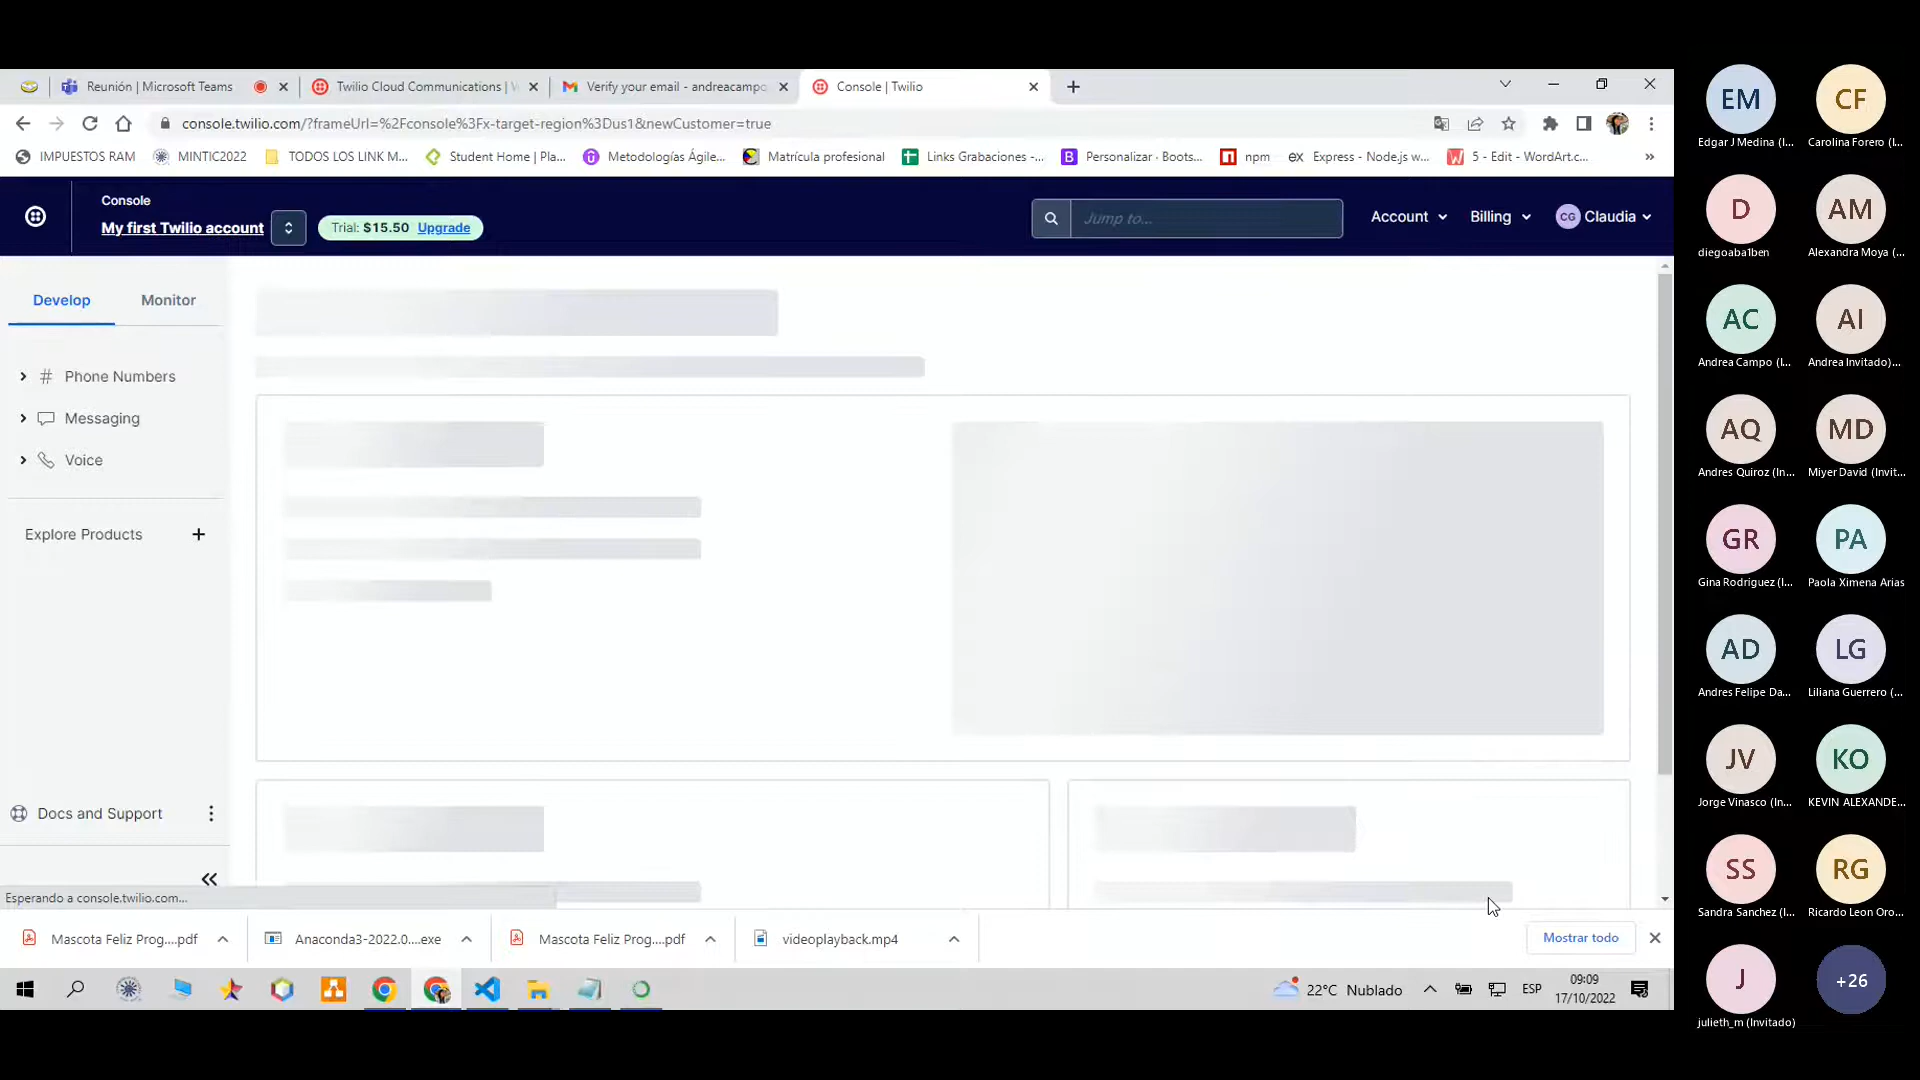 Reunión | Microsoft Teams
Twilio Cloud Communications |
Verify your email - andreacampo
Console | Twilio
console.twilio.com/?frameUrl=%2Fconsole%3Fx-target-region%3Dus1&newCustomer=true
IMPUESTOS RAM
MINTIC2022
TODOS LOS LINK M...
Student Home | Pla...
Metodologías Ágile...
Matrícula profesional
Links Grabaciones -...
Personalizar · Boots...
npm
ex Express - Node.js w...
5 - Edit - WordArt.c...
»
Console
My first Twilio account
Trial: $15.50 Upgrade
Jump to...
Account
Billing
CG Claudia
Develop
Monitor
# Phone Numbers
Messaging
Voice
Explore Products +
Docs and Support
«
Esperando a console.twilio.com...
Mascota Feliz Prog....pdf
Anaconda3-2022.0....exe
Mascota Feliz Prog....pdf
videoplayback.mp4
Mostrar todo
22°C Nublado
ESP
09:09
17/10/2022
EM
Edgar J Medina (I...
CF
Carolina Forero (I...
D
diegoaba1ben
AM
Alexandra Moya (...
AC
Andrea Campo (I...
AI
Andrea Invitado)...
AQ
Andres Quiroz (In...
MD
Miyer David (Invit...
GR
Gina Rodriguez (I...
PA
Paola Ximena Arias
AD
Andres Felipe Da...
LG
Liliana Guerrero (...
JV
Jorge Vinasco (In...
KO
KEVIN ALEXANDE...
SS
Sandra Sanchez (I...
RG
Ricardo Leon Oro...
J
julieth_m (Invitado)
+26